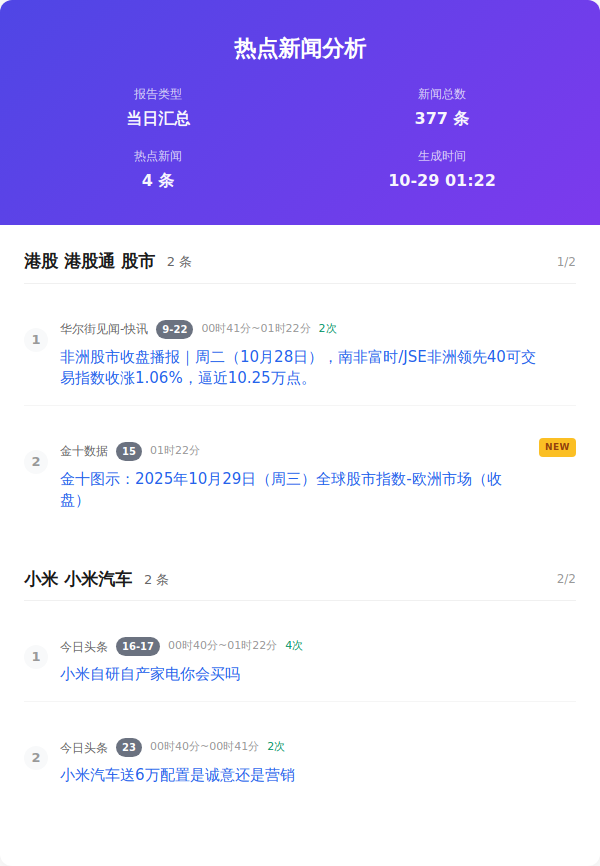 热点新闻分析
报告类型
新闻总数
当日汇总
377 条
热点新闻
生成时间
4 条
10-29 01:22
港股 港股通 股市 2 条 1/2
1 华尔街见闻-快讯 9-22 00时41分~01时22分 2次
非洲股市收盘播报｜周二（10月28日），南非富时/JSE非洲领先40可交
易指数收涨1.06%，逼近10.25万点。
2 金十数据 15 01时22分 NEW
金十图示：2025年10月29日（周三）全球股市指数-欧洲市场（收
盘）
小米 小米汽车 2 条 2/2
1 今日头条 16-17 00时40分~01时22分 4次
小米自研自产家电你会买吗
2 今日头条 23 00时40分~00时41分 2次
小米汽车送6万配置是诚意还是营销